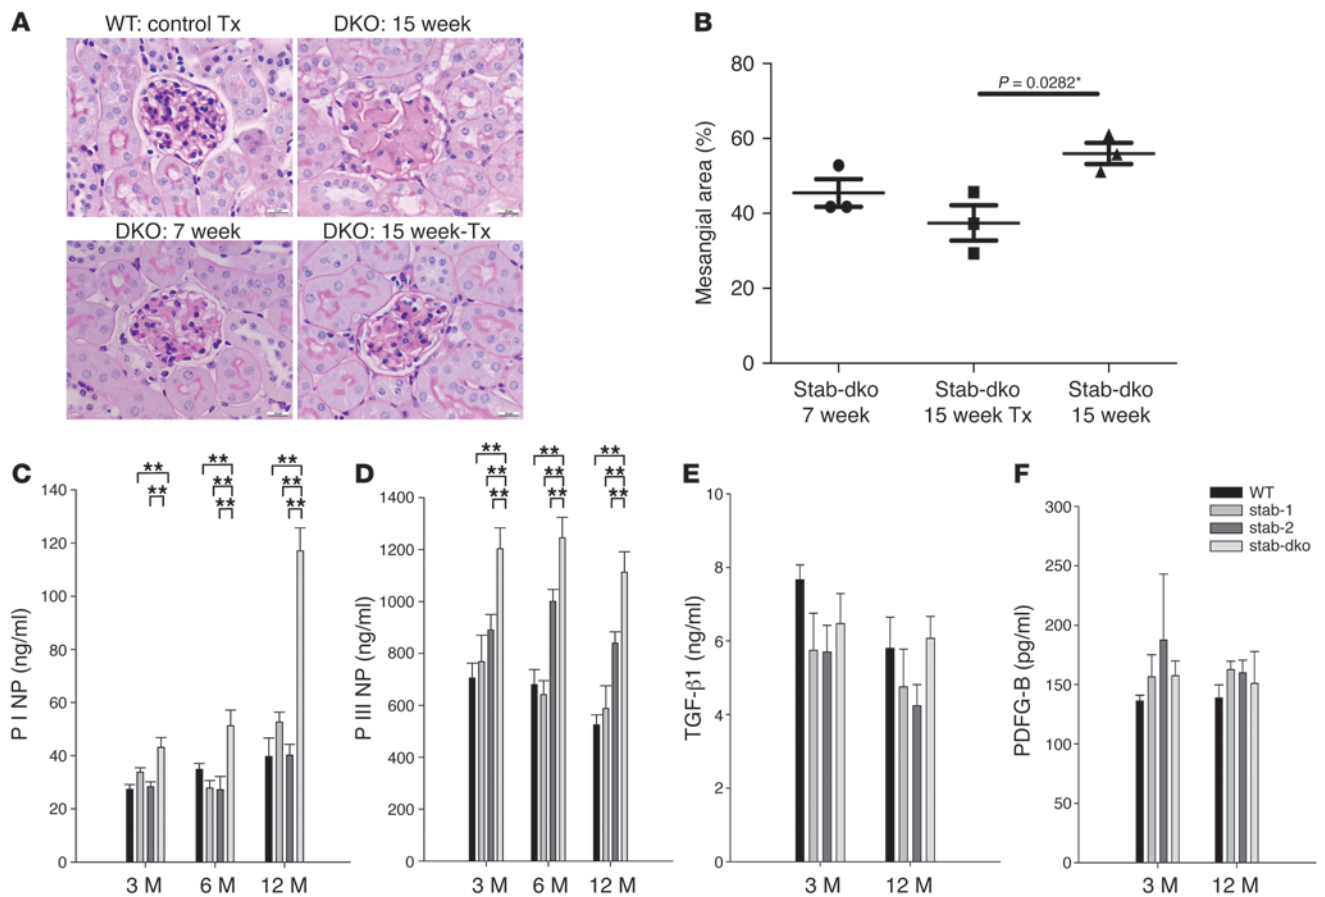 A
WT: control Tx
DKO: 15 week
DKO: 7 week
DKO: 15 week-Tx
B
80
60
40
20
0
Mesangial area (%)
P = 0.0282*
Stab-dko
7 week
Stab-dko
15 week Tx
Stab-dko
15 week
C
P I NP (ng/ml)
140
120
100
80
60
40
20
0
** ** **
** ** **
** **
3 M 6 M 12 M
D
P III NP (ng/ml)
1400
1200
1000
800
600
400
200
0
** ** **
** ** **
** ** **
3 M 6 M 12 M
E
TGF-β1 (ng/ml)
10
8
6
4
2
0
3 M 12 M
F
PDFG-B (pg/ml)
300
250
200
150
100
50
0
3 M 12 M
WT
stab-1
stab-2
stab-dko